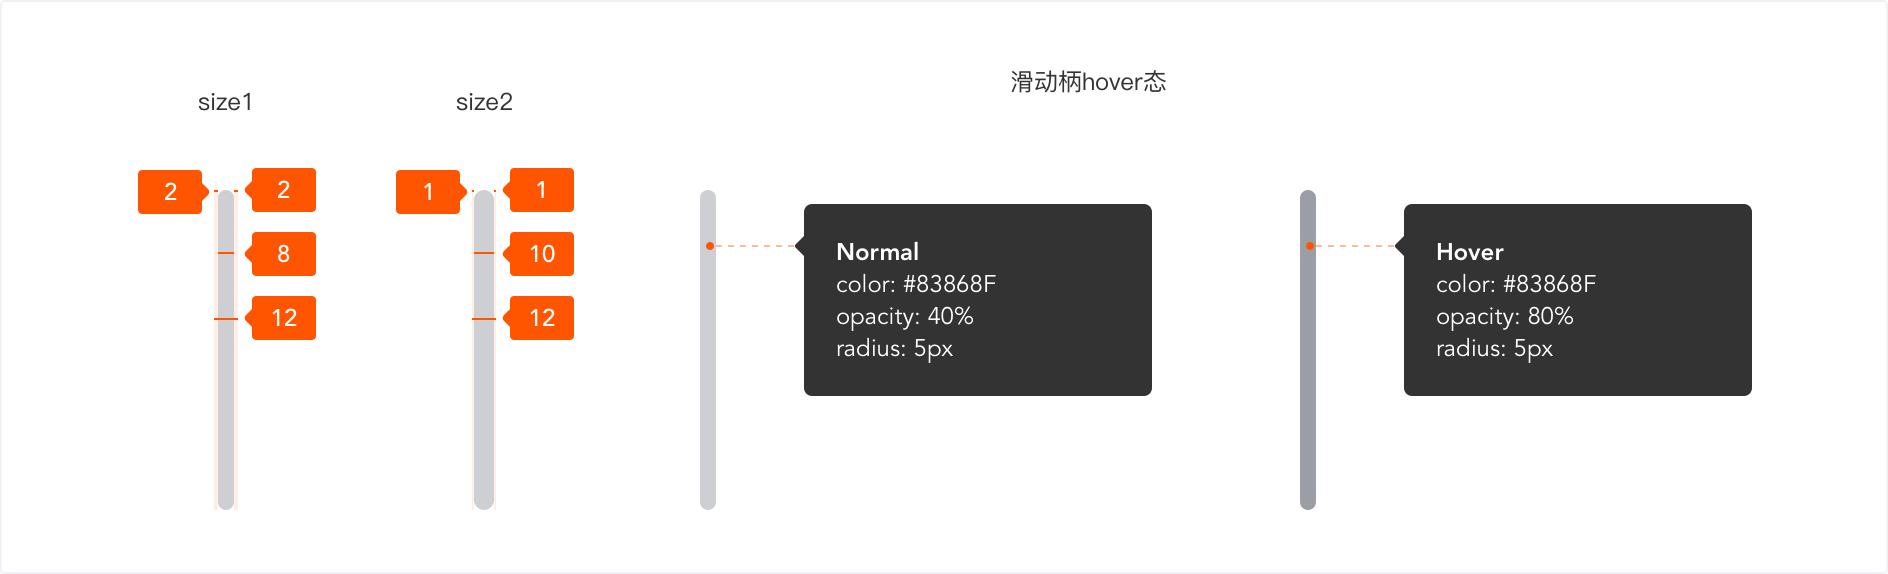 size1
2
2
8
12
size2
1
1
10
12
滑动柄hover态
Normal
color: #83868F
opacity: 40%
radius: 5px
Hover
color: #83868F
opacity: 80%
radius: 5px